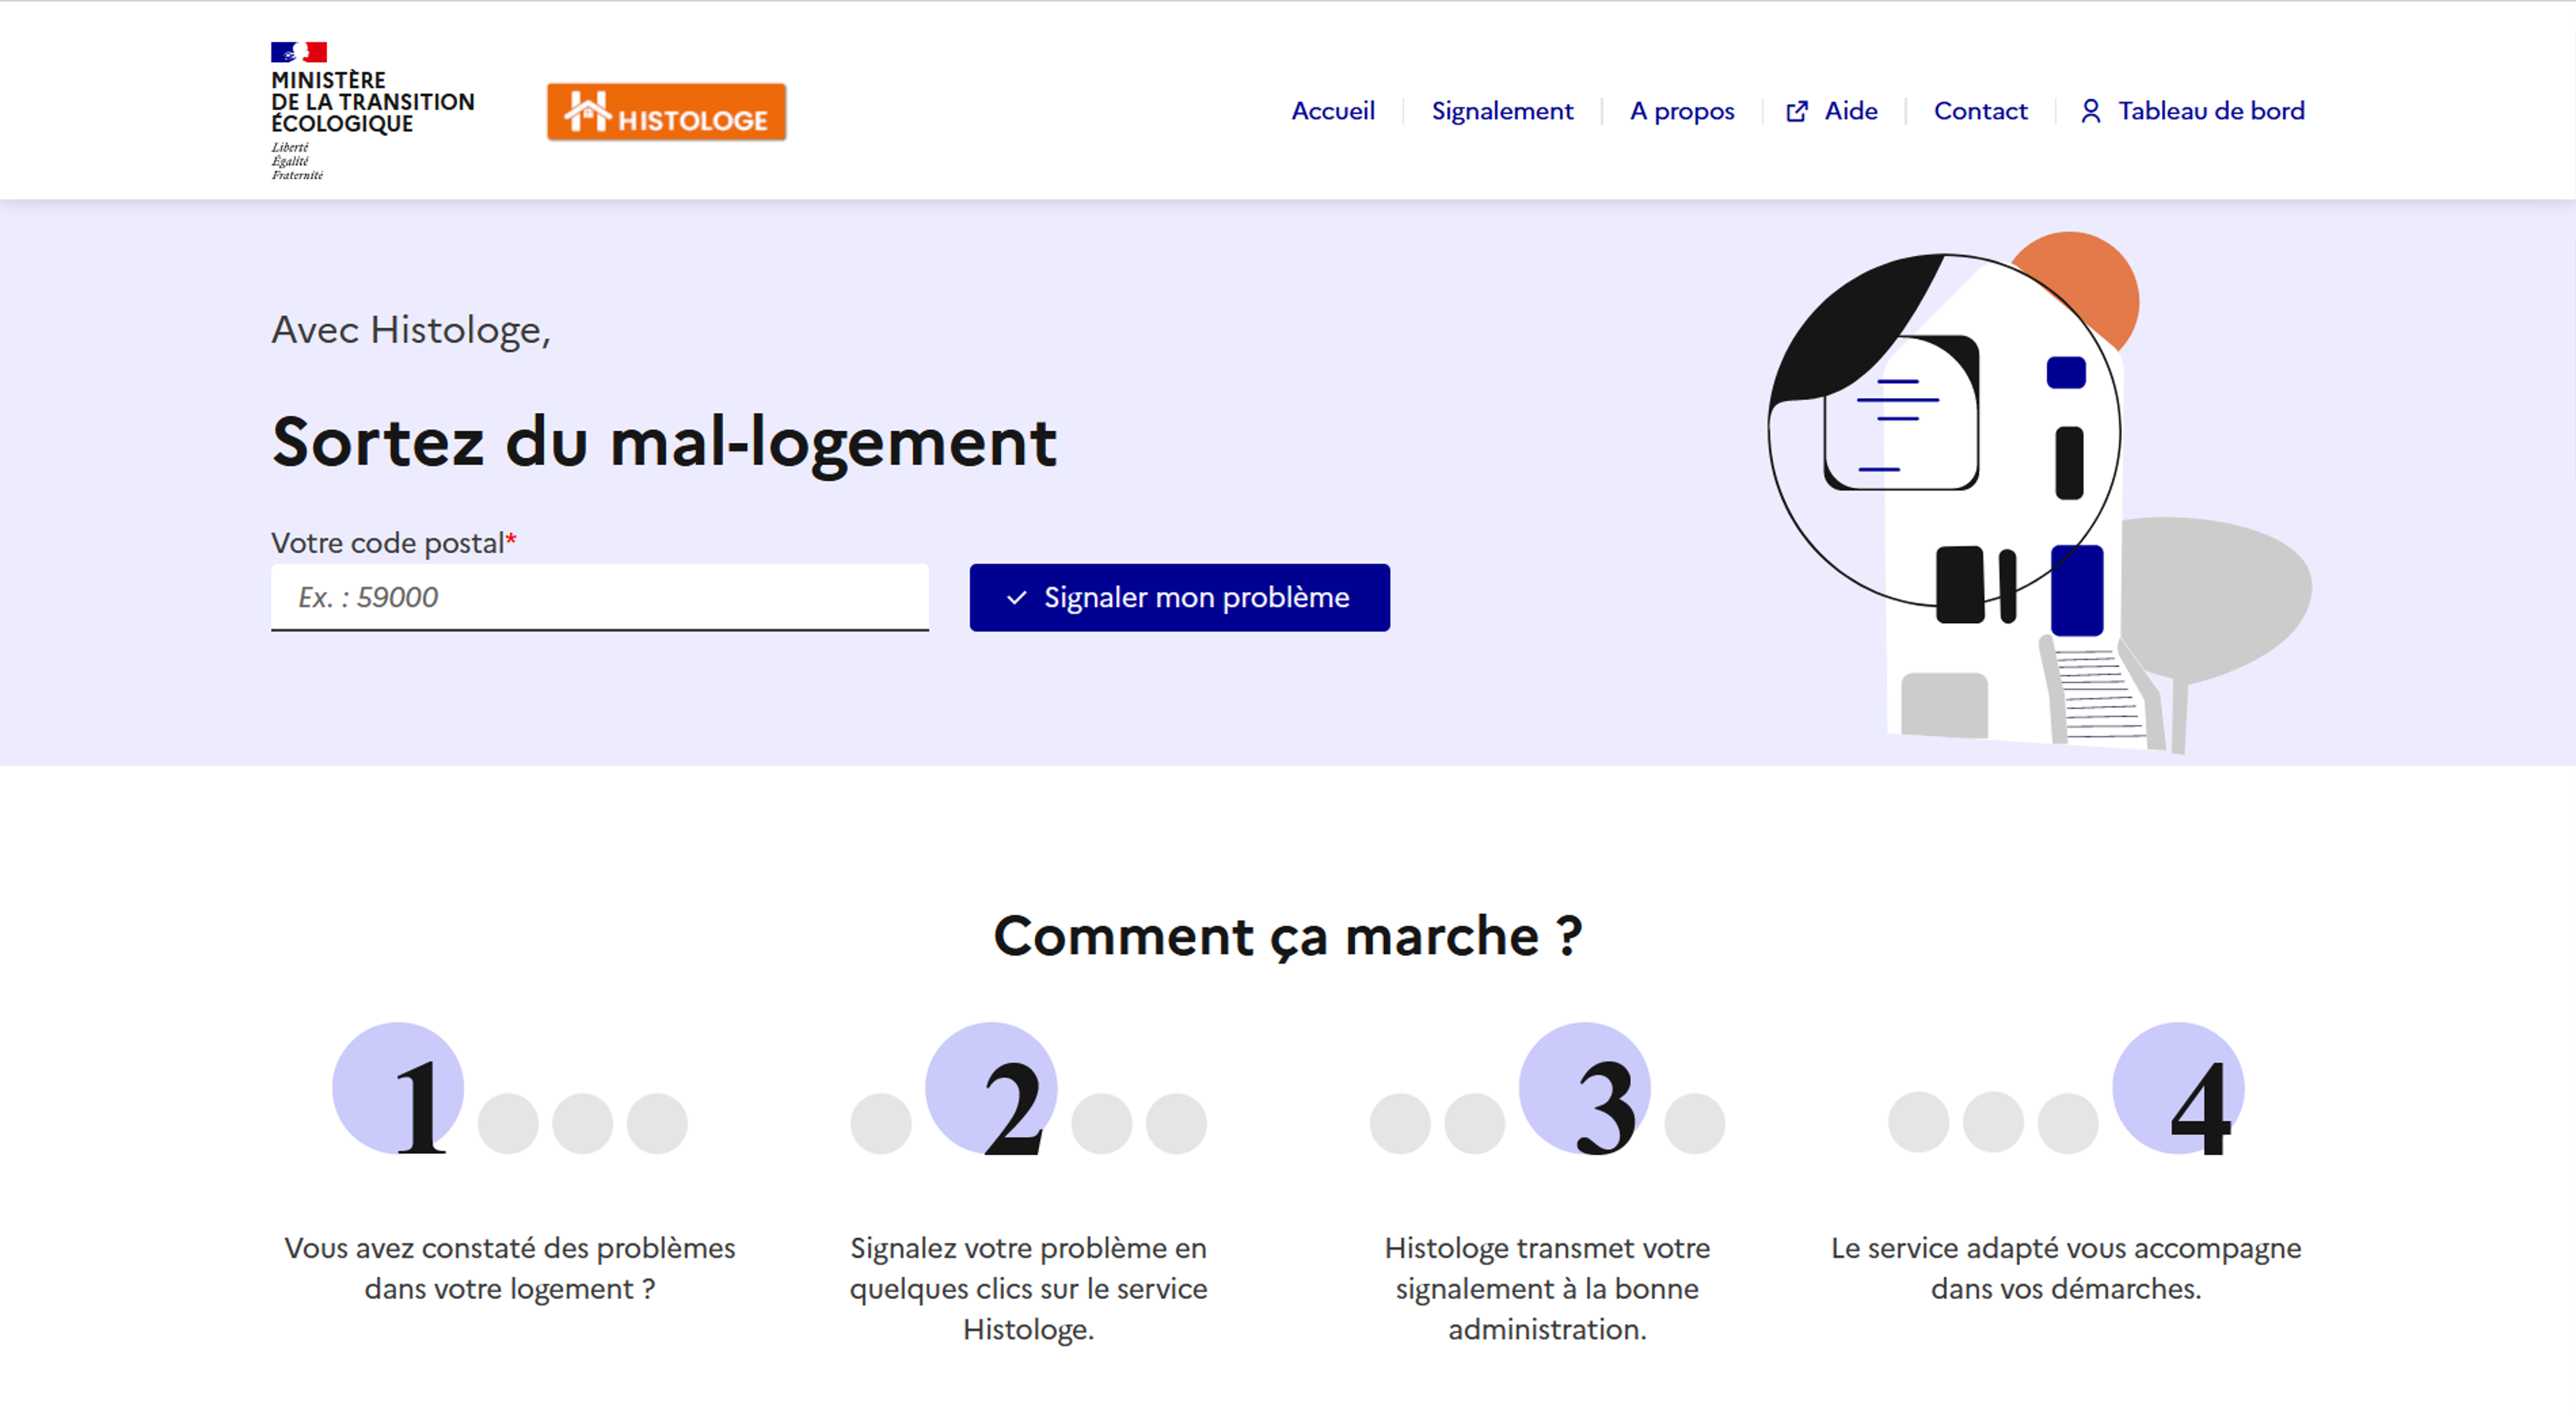 MINISTÈRE
DE LA TRANSITION
ÉCOLOGIQUE
Liberté
Égalité
Fraternité
HISTOLOGE
Accueil
Signalement
A propos
Aide
Contact
Tableau de bord
Avec Histologe,
Sortez du mal-logement
Votre code postal*
Ex. : 59000
Signaler mon problème
Comment ça marche ?
1
Vous avez constaté des problèmes
dans votre logement ?
2
Signalez votre problème en
quelques clics sur le service
Histologe.
3
Histologe transmet votre
signalement à la bonne
administration.
4
Le service adapté vous accompagne
dans vos démarches.